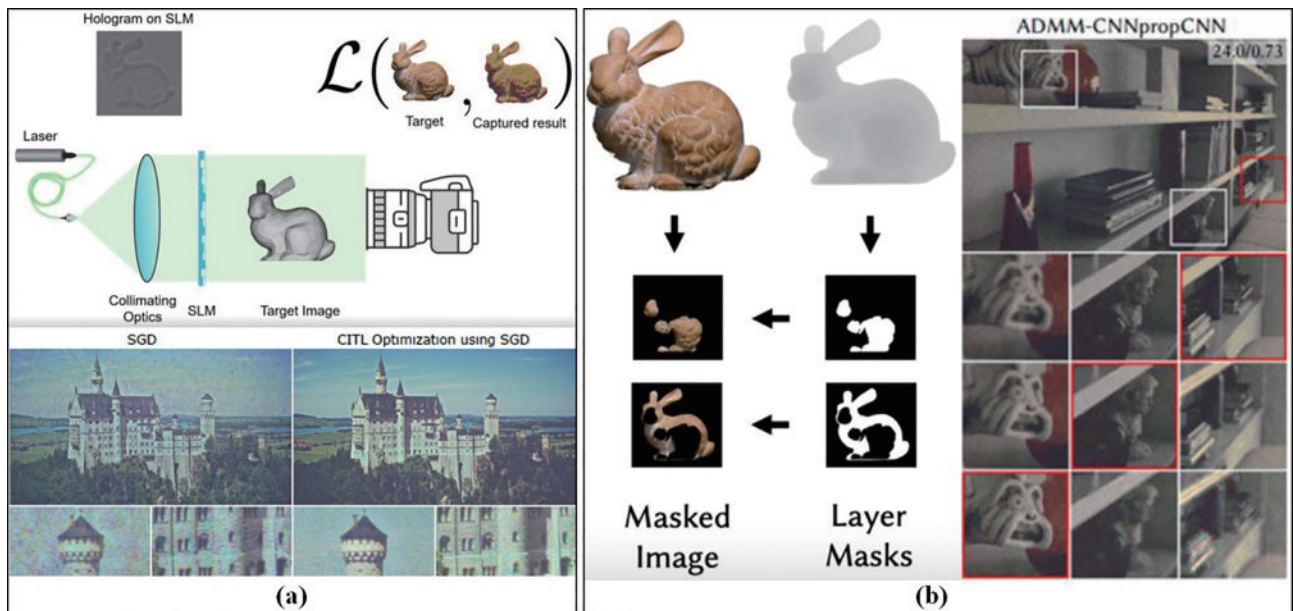 Hologram on SLM
ℒ(
Target
,
Captured result
)
Laser
Collimating
Optics
SLM
Target Image
SGD
CITL Optimization using SGD
(a)
ADMM-CNNpropCNN
24.0/0.73
Masked
Image
Layer
Masks
(b)